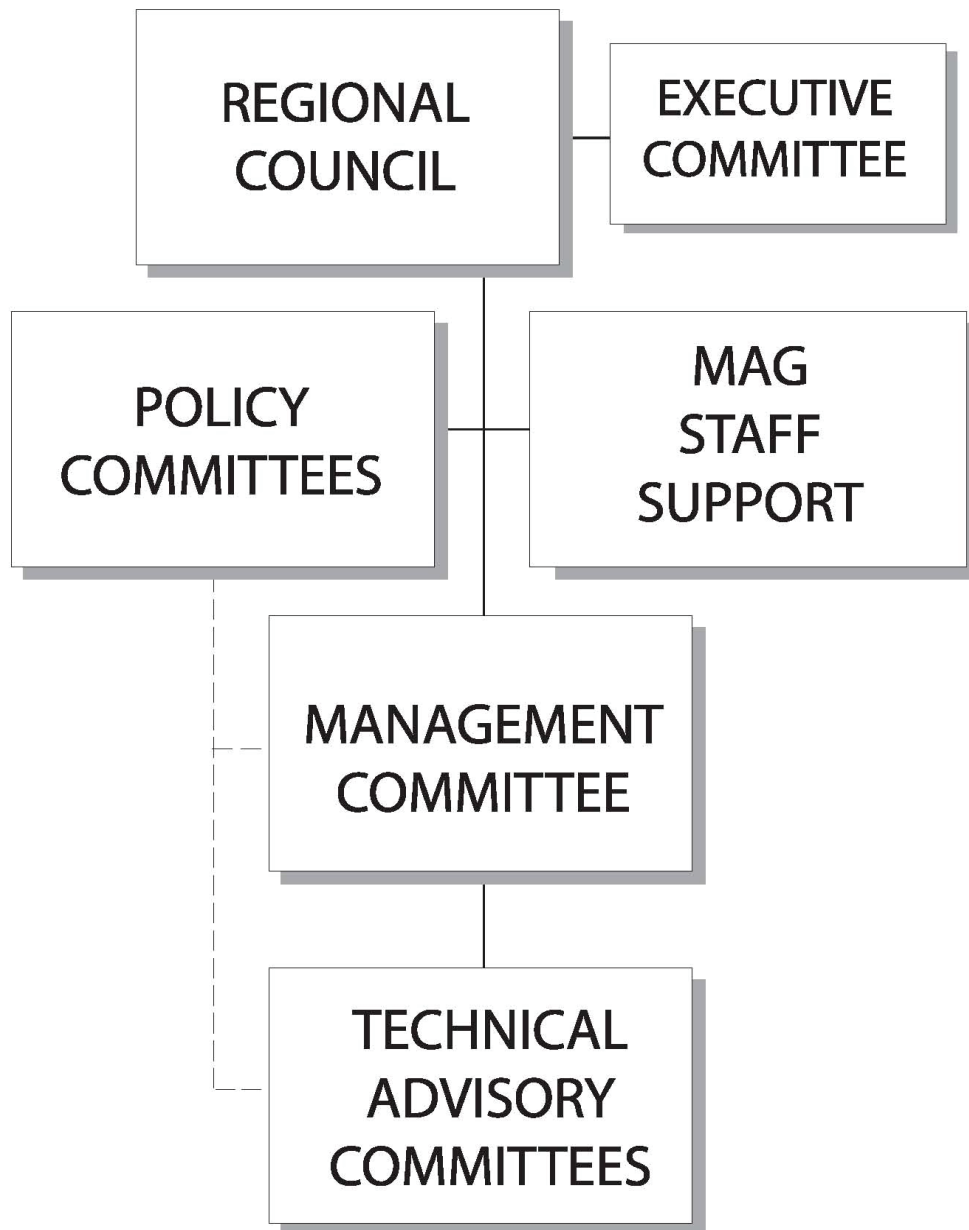 REGIONAL
COUNCIL
EXECUTIVE
COMMITTEE
POLICY
COMMITTEES
MAG
STAFF
SUPPORT
MANAGEMENT
COMMITTEE
TECHNICAL
ADVISORY
COMMITTEES